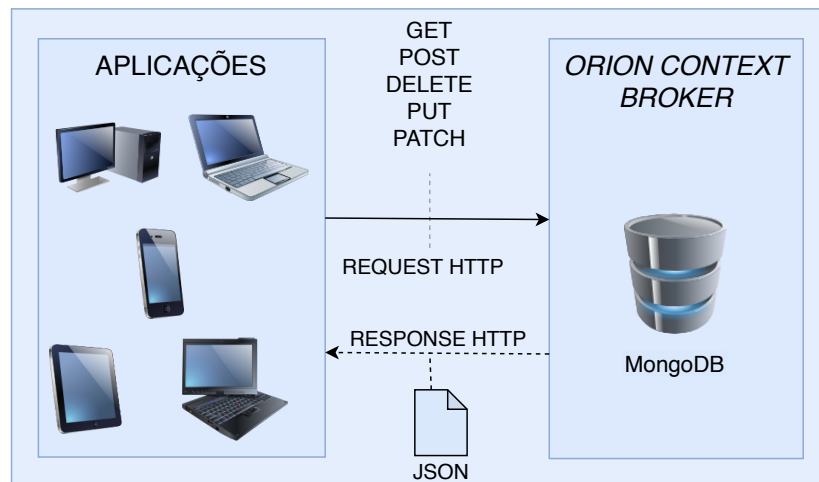 APLICAÇÕES
GET
POST
DELETE
PUT
PATCH
REQUEST HTTP
RESPONSE HTTP
JSON
ORION CONTEXT
BROKER
MongoDB